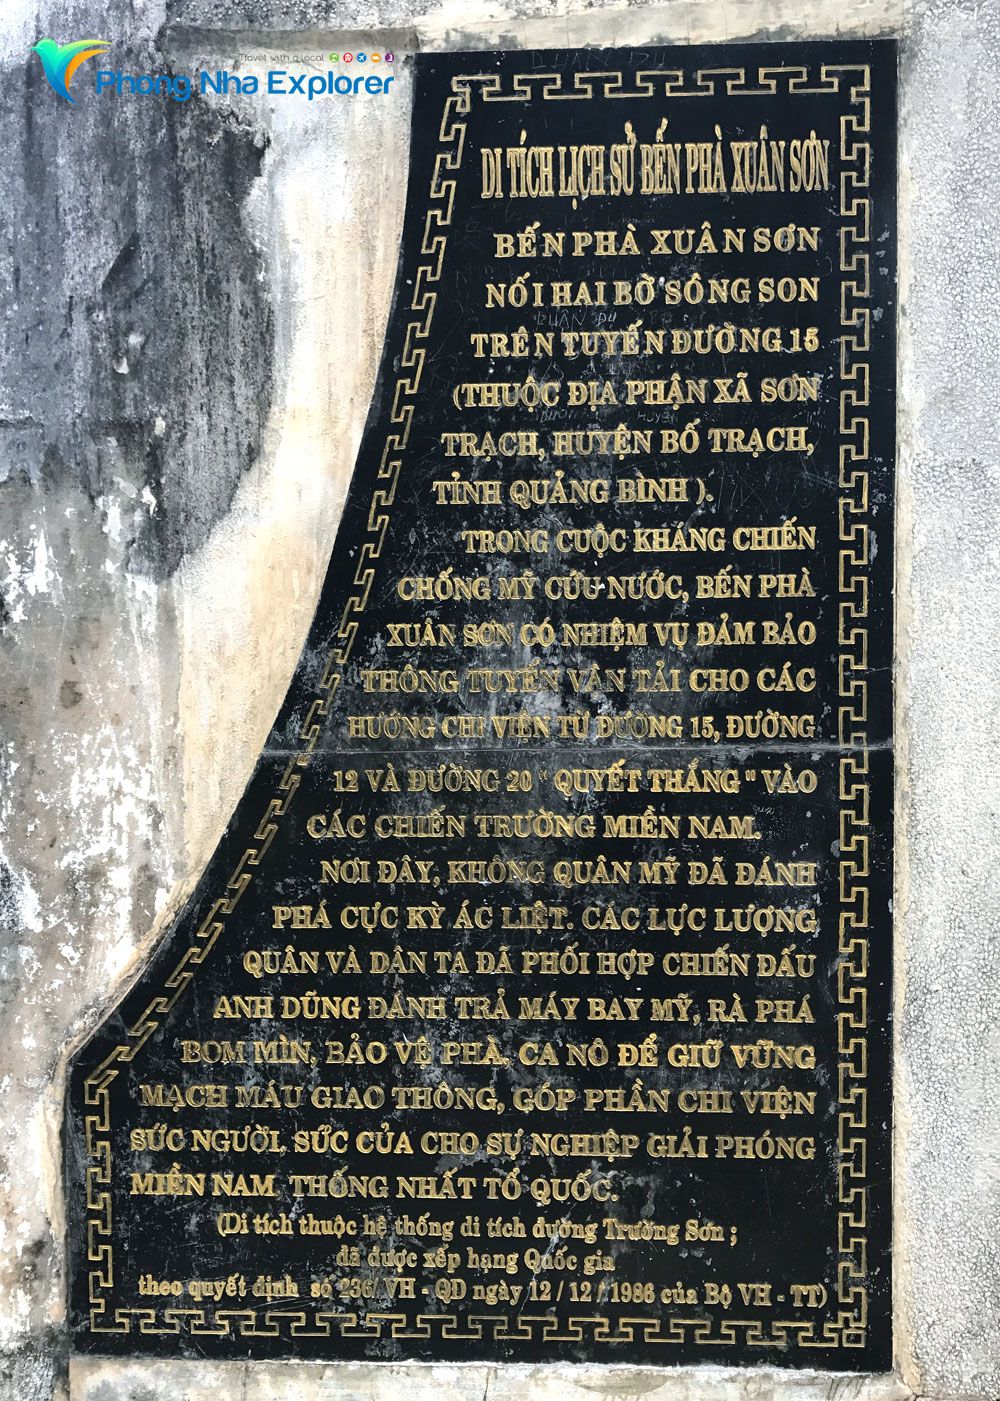 Travel with a local
Phong Nha Explorer
DI TÍCH LỊCH SỬ BẾN PHÀ XUÂN SƠN
BẾN PHÀ XUÂN SƠN
NỐI HAI BỜ SÔNG SON
TRÊN TUYẾN ĐƯỜNG 15
(THUỘC ĐỊA PHẬN XÃ SƠN
TRẠCH, HUYỆN BỐ TRẠCH,
TỈNH QUẢNG BÌNH ).
TRONG CUỘC KHÁNG CHIẾN
CHỐNG MỸ CỨU NƯỚC, BẾN PHÀ
XUÂN SƠN CÓ NHIỆM VỤ ĐẢM BẢO
THÔNG TUYẾN VẬN TẢI CHO CÁC
HƯỚNG CHI VIỆN TỪ ĐƯỜNG 15, ĐƯỜNG
12 VÀ ĐƯỜNG 20 " QUYẾT THẮNG " VÀO
CÁC CHIẾN TRƯỜNG MIỀN NAM.
NƠI ĐÂY, KHÔNG QUÂN MỸ ĐÃ ĐÁNH
PHÁ CỰC KỲ ÁC LIỆT. CÁC LỰC LƯỢNG
QUÂN VÀ DÂN TA ĐÃ PHỐI HỢP CHIẾN ĐẤU
ANH DŨNG ĐÁNH TRẢ MÁY BAY MỸ, RÀ PHÁ
BOM MÌN, BẢO VỆ PHÀ, CA NÔ ĐỂ GIỮ VỮNG
MẠCH MÁU GIAO THÔNG, GÓP PHẦN CHI VIỆN
SỨC NGƯỜI, SỨC CỦA CHO SỰ NGHIỆP GIẢI PHÓNG
MIỀN NAM, THỐNG NHẤT TỔ QUỐC.
(Di tích thuộc hệ thống di tích đường Trường Sơn ;
đã được xếp hạng Quốc gia
theo quyết định số 236/ VH - QĐ ngày 12 / 12 / 1986 của Bộ VH - TT)